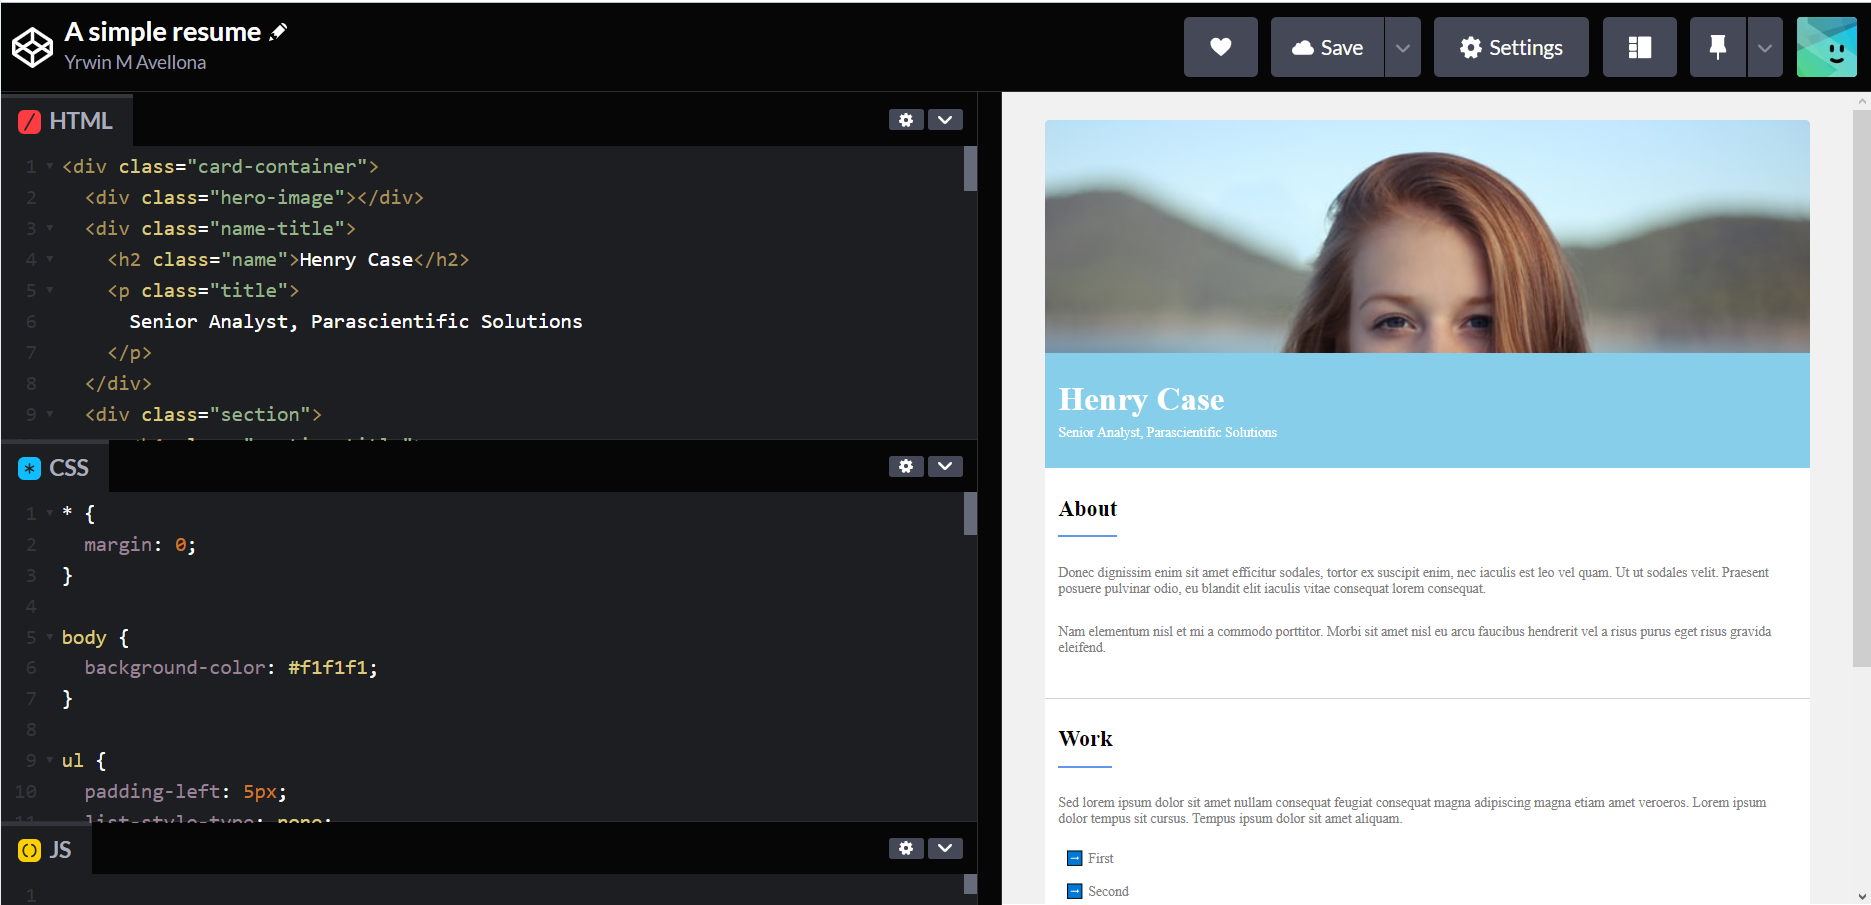 A simple resume
Yrwin M Avellona
Save
Settings
HTML
1 <div class="card-container">
2 <div class="hero-image"></div>
3 <div class="name-title">
4 <h2 class="name">Henry Case</h2>
5 <p class="title">
6 Senior Analyst, Parascientific Solutions
7 </p>
8 </div>
9 <div class="section">
CSS
1 * {
2 margin: 0;
3 }
4
5 body {
6 background-color: #f1f1f1;
7 }
8
9 ul {
10 padding-left: 5px;
11 list-style-type: none;
JS
1
Henry Case
Senior Analyst, Parascientific Solutions
About
Donec dignissim enim sit amet efficitur sodales, tortor ex suscipit enim, nec iaculis est leo vel quam. Ut ut sodales velit. Praesent
posuere pulvinar odio, eu blandit elit iaculis vitae consequat lorem consequat.
Nam elementum nisl et mi a commodo porttitor. Morbi sit amet nisl eu arcu faucibus hendrerit vel a risus purus eget risus gravida
eleifend.
Work
Sed lorem ipsum dolor sit amet nullam consequat feugiat consequat magna adipiscing magna etiam amet veroeros. Lorem ipsum
dolor tempus sit cursus. Tempus ipsum dolor sit amet aliquam.
First
Second